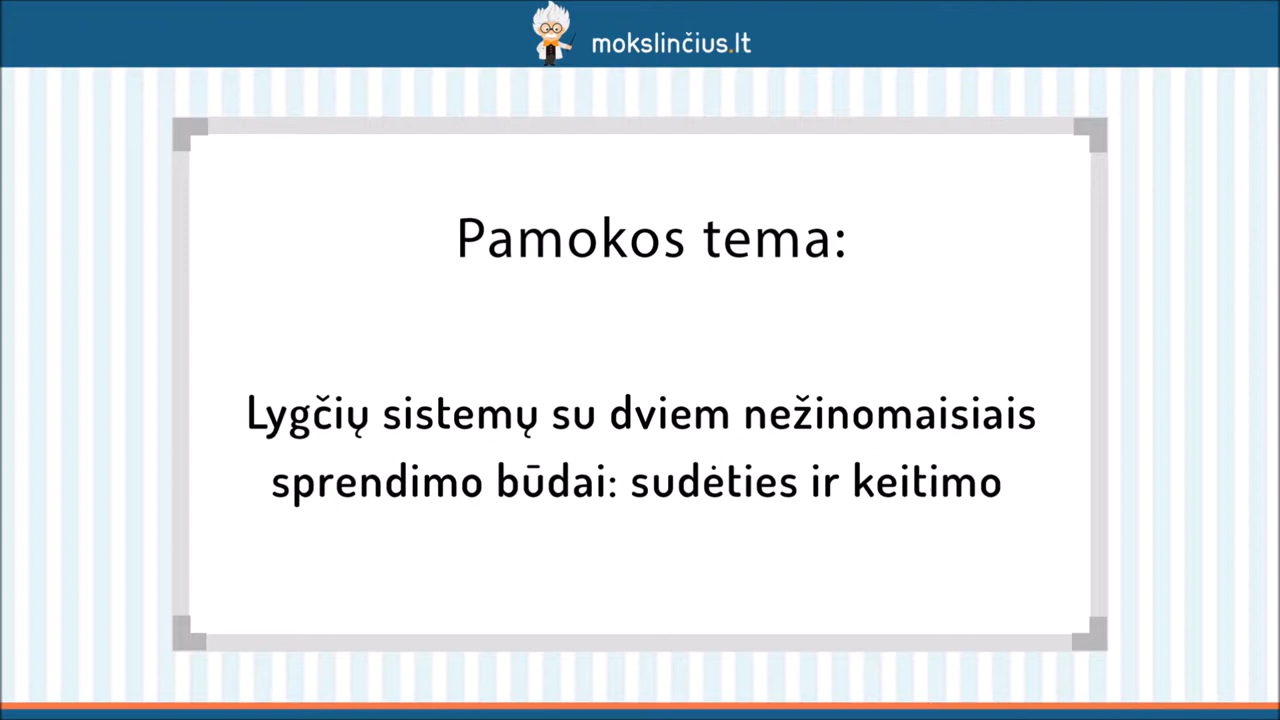 mokslinčius.lt
Pamokos tema:
Lygčių sistemų su dviem nežinomaisiais
sprendimo būdai: sudėties ir keitimo